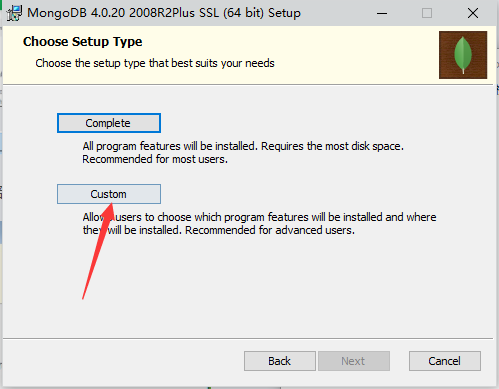 MongoDB 4.0.20 2008R2Plus SSL (64 bit) Setup
Choose Setup Type
Choose the setup type that best suits your needs
Complete
All program features will be installed. Requires the most disk space.
Recommended for most users.
Custom
Allow users to choose which program features will be installed and where
they will be installed. Recommended for advanced users.
Back
Next
Cancel